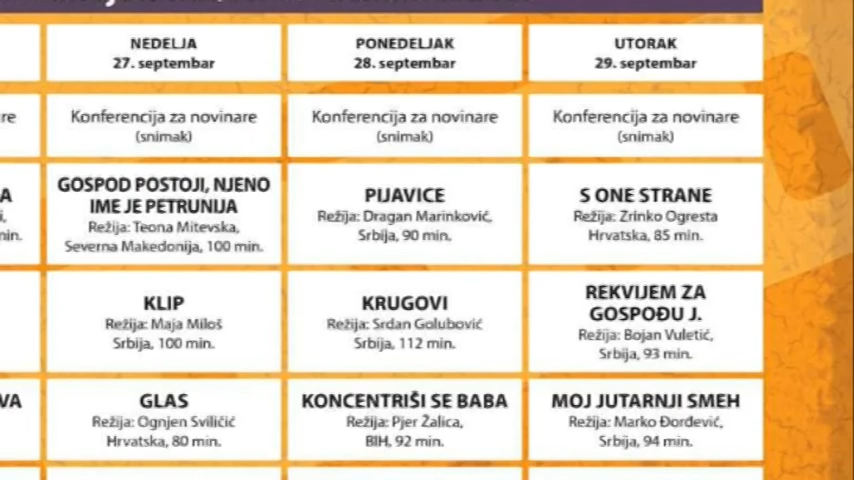 NEDELJA
27. septembar
PONEDELJAK
28. septembar
UTORAK
29. septembar
re
Konferencija za novinare
(snimak)
Konferencija za novinare
(snimak)
Konferencija za novinare
(snimak)
A
min.
GOSPOD POSTOJI, NJENO
IME JE PETRUNIJA
Režija: Teona Mitevska,
Severna Makedonija, 100 min.
PIJAVICE
Režija: Dragan Marinković,
Srbija, 90 min.
S ONE STRANE
Režija: Zrinko Ogresta
Hrvatska, 85 min.
KLIP
Režija: Maja Miloš
Srbija, 100 min.
KRUGOVI
Režija: Srdan Golubović
Srbija, 112 min.
REKVIJEM ZA
GOSPOĐU J.
Režija: Bojan Vuletić,
Srbija, 93 min.
VA
GLAS
Režija: Ognjen Sviličić
Hrvatska, 80 min.
KONCENTRIŠI SE BABA
Režija: Pjer Žalica,
BIH, 92 min.
MOJ JUTARNJI SMEH
Režija: Marko Đorđević,
Srbija, 94 min.